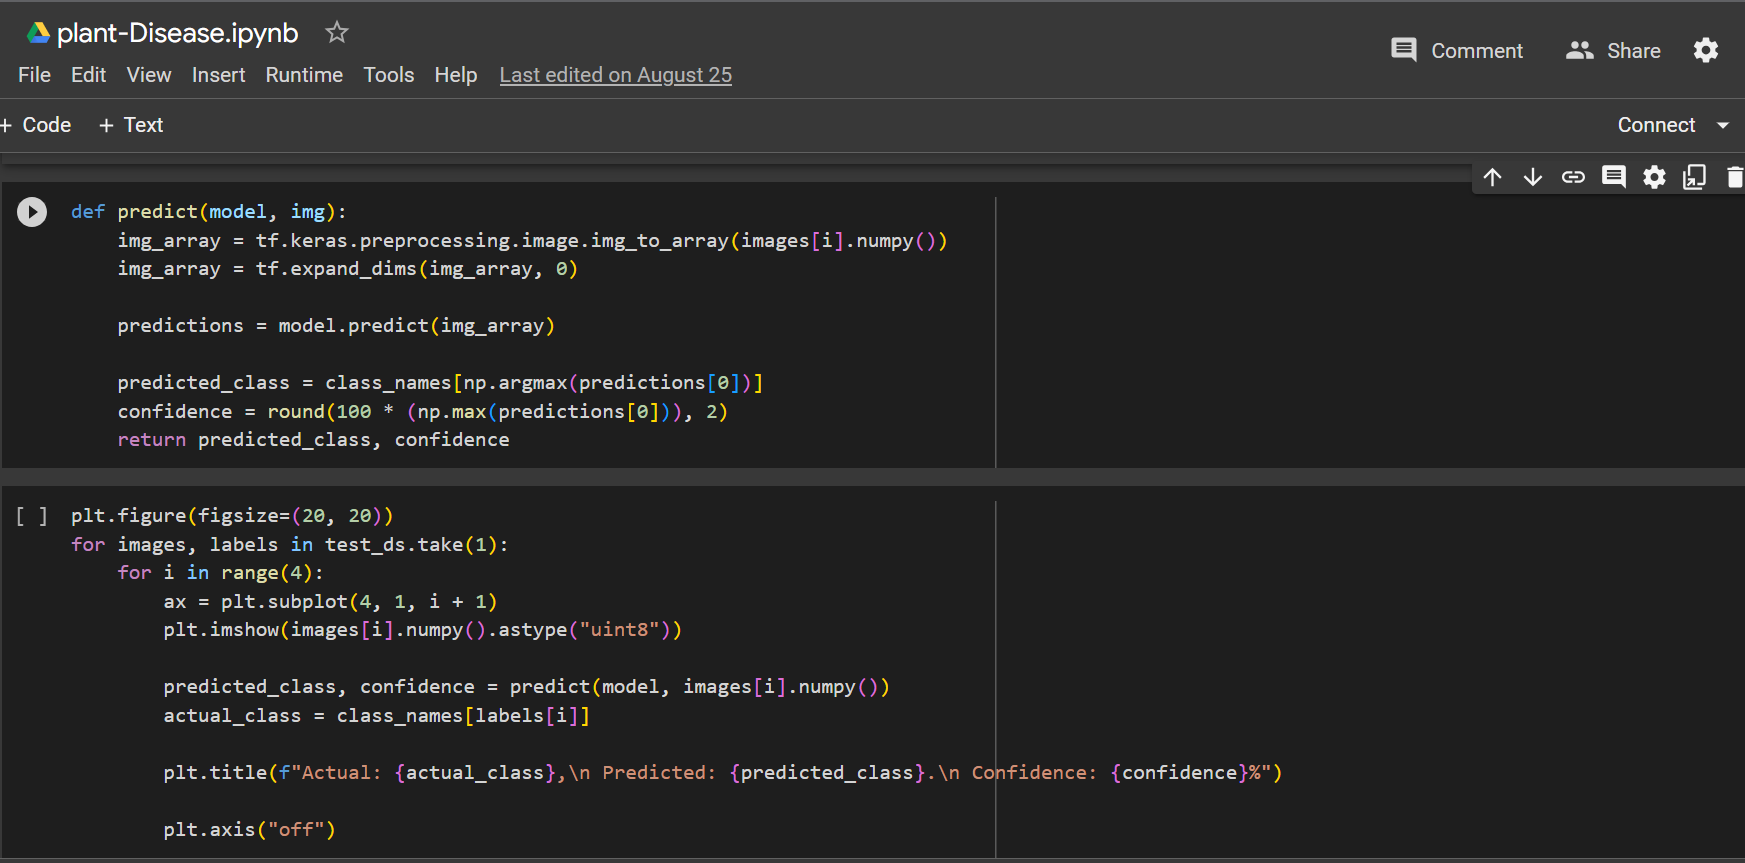 plant-Disease.ipynb
File Edit View Insert Runtime Tools Help Last edited on August 25
Comment Share
+ Code + Text
Connect
def predict(model, img):
    img_array = tf.keras.preprocessing.image.img_to_array(images[i].numpy())
    img_array = tf.expand_dims(img_array, 0)
    predictions = model.predict(img_array)
    predicted_class = class_names[np.argmax(predictions[0])]
    confidence = round(100 * (np.max(predictions[0])), 2)
    return predicted_class, confidence
[ ] plt.figure(figsize=(20, 20))
for images, labels in test_ds.take(1):
    for i in range(4):
        ax = plt.subplot(4, 1, i + 1)
        plt.imshow(images[i].numpy().astype("uint8"))
        predicted_class, confidence = predict(model, images[i].numpy())
        actual_class = class_names[labels[i]]
        plt.title(f"Actual: {actual_class},\n Predicted: {predicted_class}.\n Confidence: {confidence}%")
        plt.axis("off")